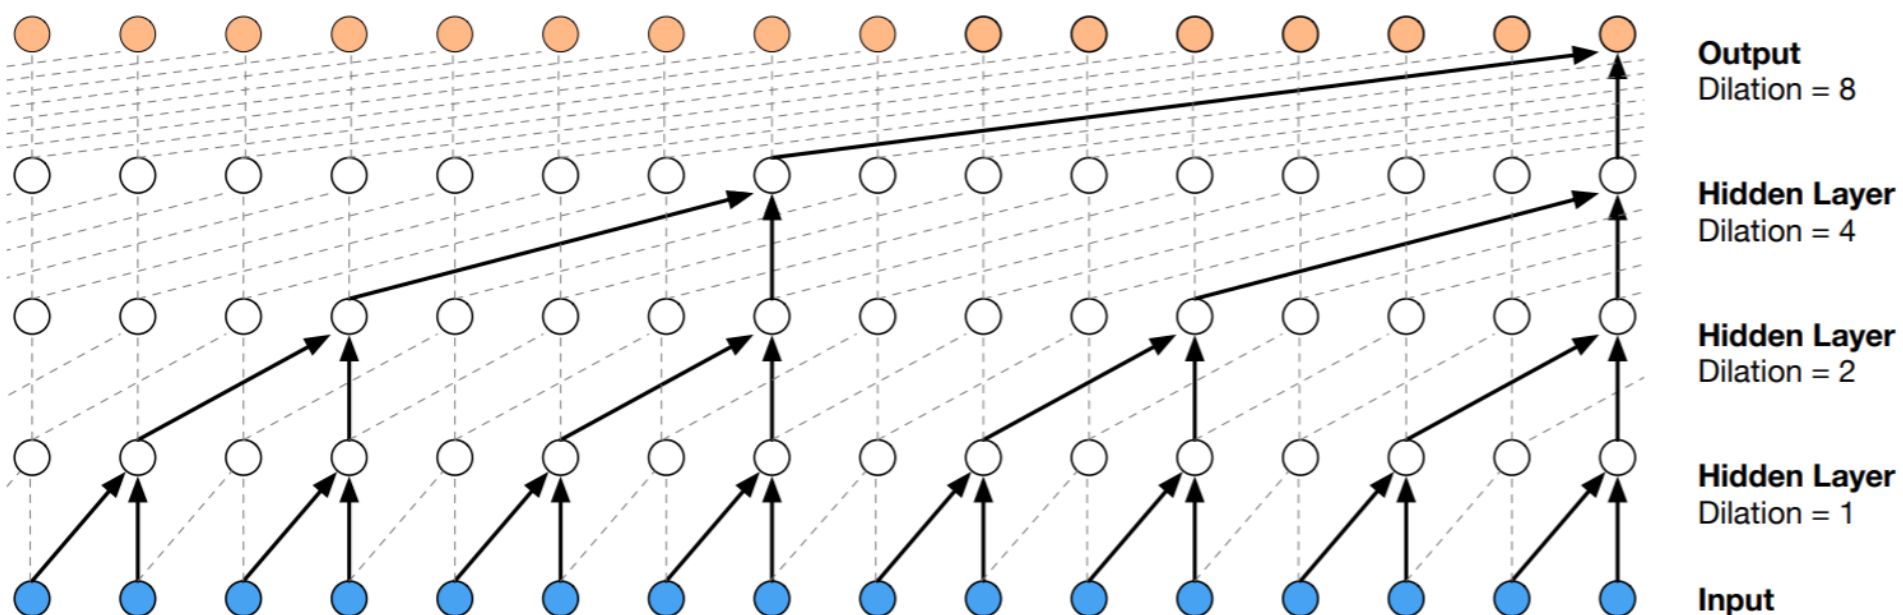 Output
Dilation = 8
Hidden Layer
Dilation = 4
Hidden Layer
Dilation = 2
Hidden Layer
Dilation = 1
Input